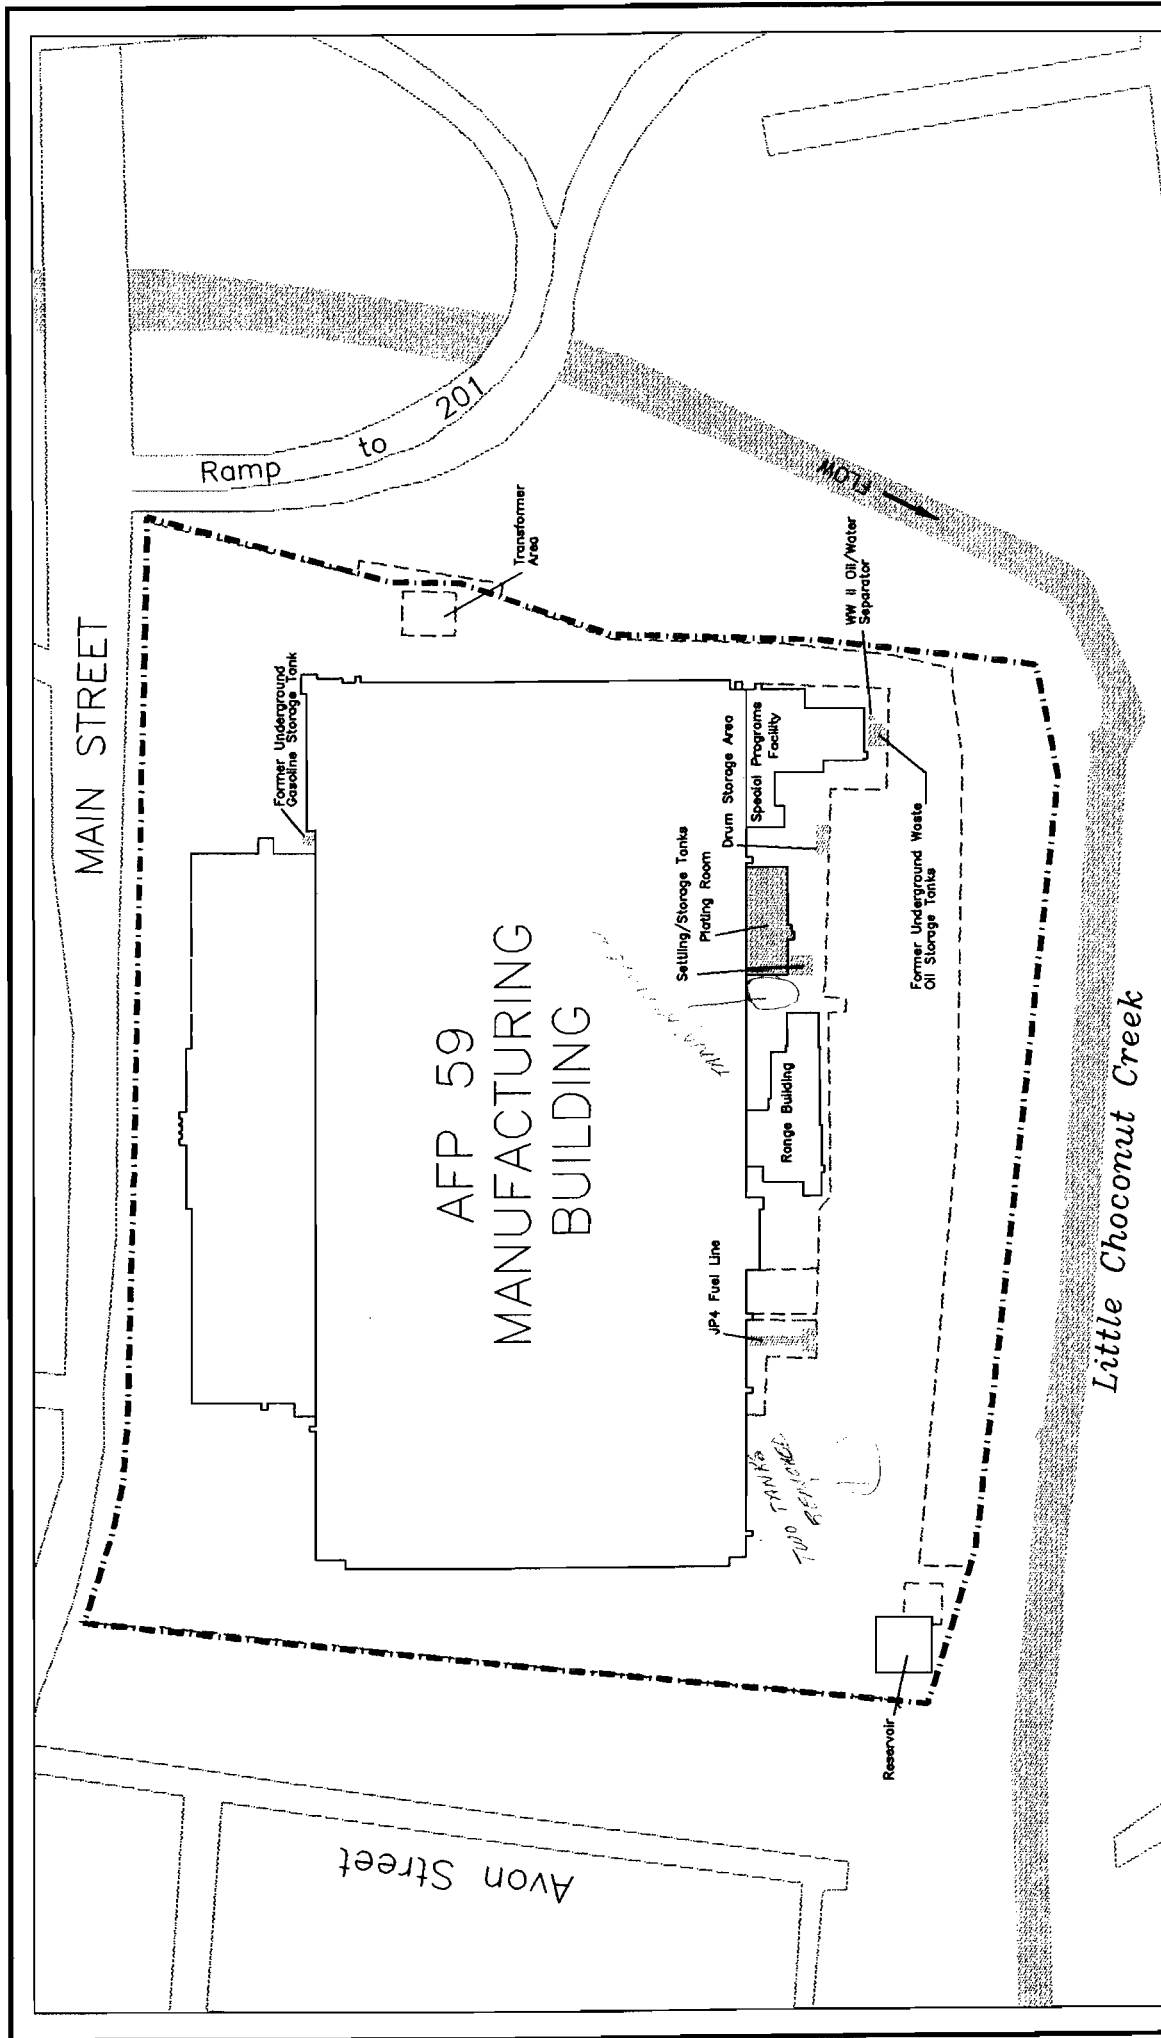 MAIN STREET
Ramp
to
201
Transformer
Area
Former Underground
Gasoline Storage Tank
FLOW
WW II Oil/Water
Separator
Special Programs
Facility
Drum Storage Area
Settling/Storage Tanks
Plating Room
Former Underground Waste
Oil Storage Tanks
AFP 59
MANUFACTURING
BUILDING
Range Building
JP4 Fuel Line
TWO TANKS
REMOVED
Reservoir
Avon Street
Little Choconut Creek